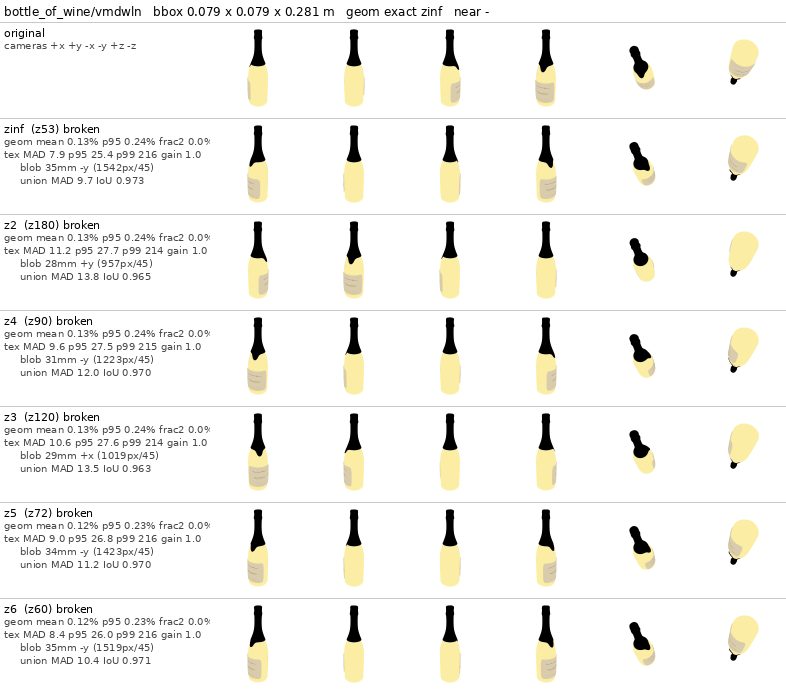 bottle_of_wine/vmdwln bbox 0.079 x 0.079 x 0.281 m geom exact zinf near -
original
cameras +x +y -x -y +z -z
zinf (z53) broken
geom mean 0.13% p95 0.24% frac2 0.0%
tex MAD 7.9 p95 25.4 p99 216 gain 1.0
blob 35mm -y (1542px/45)
union MAD 9.7 IoU 0.973
z2 (z180) broken
geom mean 0.13% p95 0.24% frac2 0.0%
tex MAD 11.2 p95 27.7 p99 214 gain 1.0
blob 28mm +y (957px/45)
union MAD 13.8 IoU 0.965
z4 (z90) broken
geom mean 0.13% p95 0.24% frac2 0.0%
tex MAD 9.6 p95 27.5 p99 215 gain 1.0
blob 31mm -y (1223px/45)
union MAD 12.0 IoU 0.970
z3 (z120) broken
geom mean 0.13% p95 0.24% frac2 0.0%
tex MAD 10.6 p95 27.6 p99 214 gain 1.0
blob 29mm +x (1019px/45)
union MAD 13.5 IoU 0.963
z5 (z72) broken
geom mean 0.12% p95 0.23% frac2 0.0%
tex MAD 9.0 p95 26.8 p99 216 gain 1.0
blob 34mm -y (1423px/45)
union MAD 11.2 IoU 0.970
z6 (z60) broken
geom mean 0.12% p95 0.23% frac2 0.0%
tex MAD 8.4 p95 26.0 p99 216 gain 1.0
blob 35mm -y (1519px/45)
union MAD 10.4 IoU 0.971